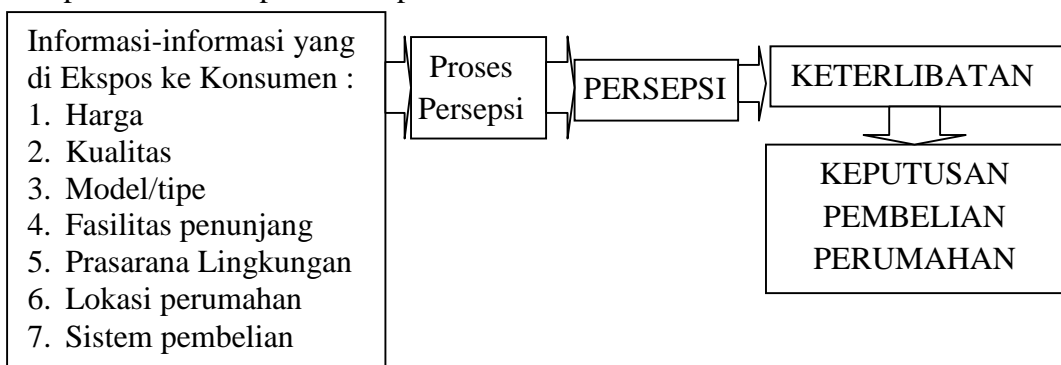 Informasi-informasi yang
di Ekspos ke Konsumen :
1. Harga
2. Kualitas
3. Model/tipe
4. Fasilitas penunjang
5. Prasarana Lingkungan
6. Lokasi perumahan
7. Sistem pembelian
Proses
Persepsi
PERSEPSI
KETERLIBATAN
KEPUTUSAN
PEMBELIAN
PERUMAHAN